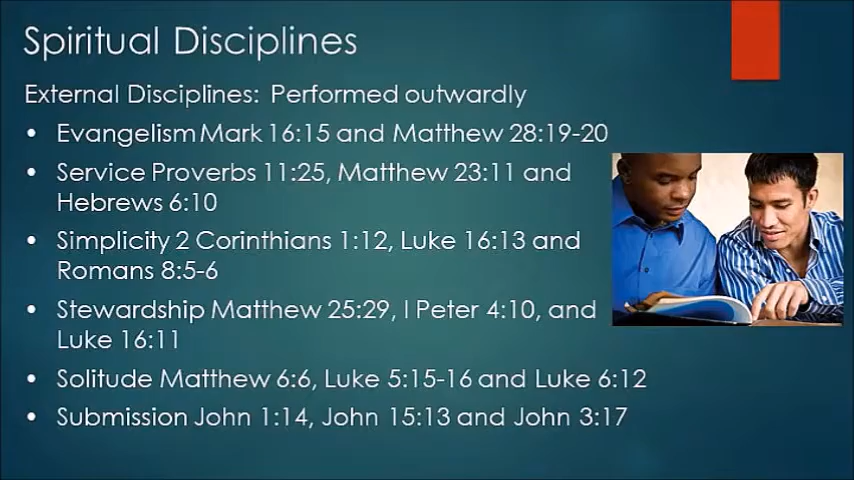 Spiritual Disciplines
External Disciplines: Performed outwardly
• Evangelism Mark 16:15 and Matthew 28:19-20
• Service Proverbs 11:25, Matthew 23:11 and
Hebrews 6:10
• Simplicity 2 Corinthians 1:12, Luke 16:13 and
Romans 8:5-6
• Stewardship Matthew 25:29, I Peter 4:10, and
Luke 16:11
• Solitude Matthew 6:6, Luke 5:15-16 and Luke 6:12
• Submission John 1:14, John 15:13 and John 3:17